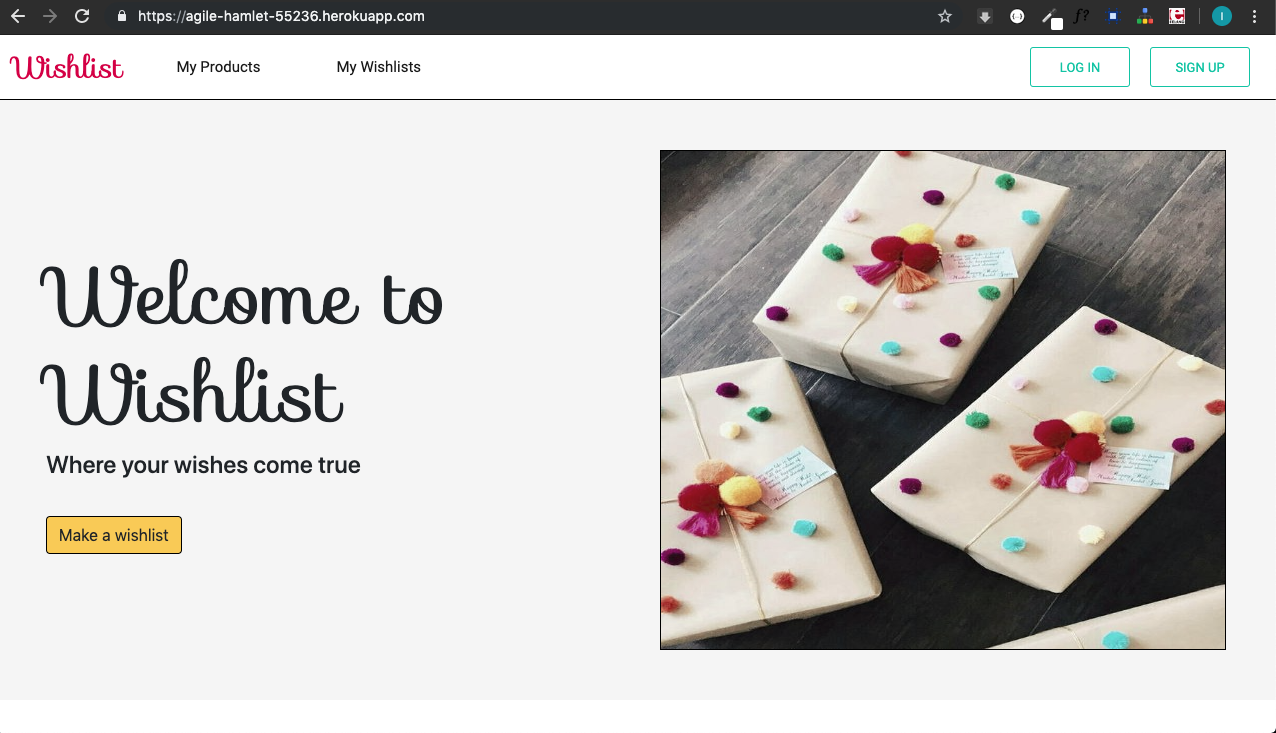 https://agile-hamlet-55236.herokuapp.com
f?
I
Wishlist
My Products
My Wishlists
LOG IN
SIGN UP
Welcome to
Wishlist
Where your wishes come true
Make a wishlist